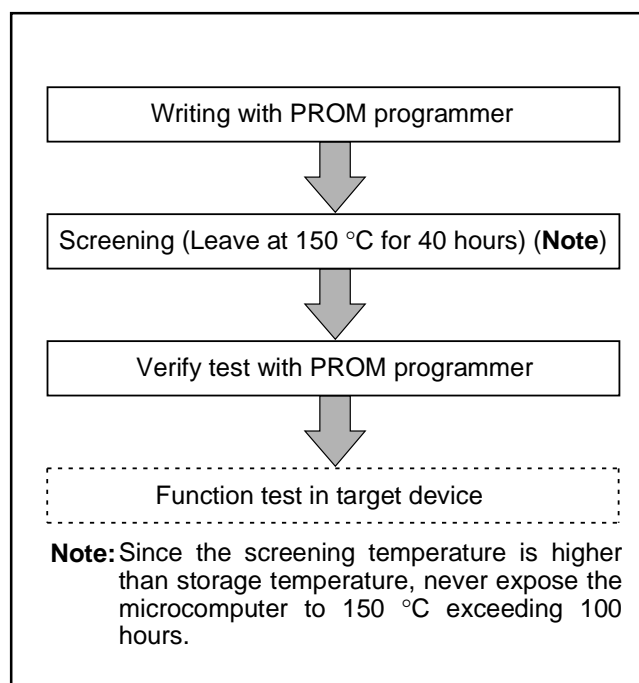 Writing with PROM programmer
Screening (Leave at 150 °C for 40 hours) (Note)
Verify test with PROM programmer
Function test in target device
Note: Since the screening temperature is higher
than storage temperature, never expose the
microcomputer to 150 °C exceeding 100
hours.